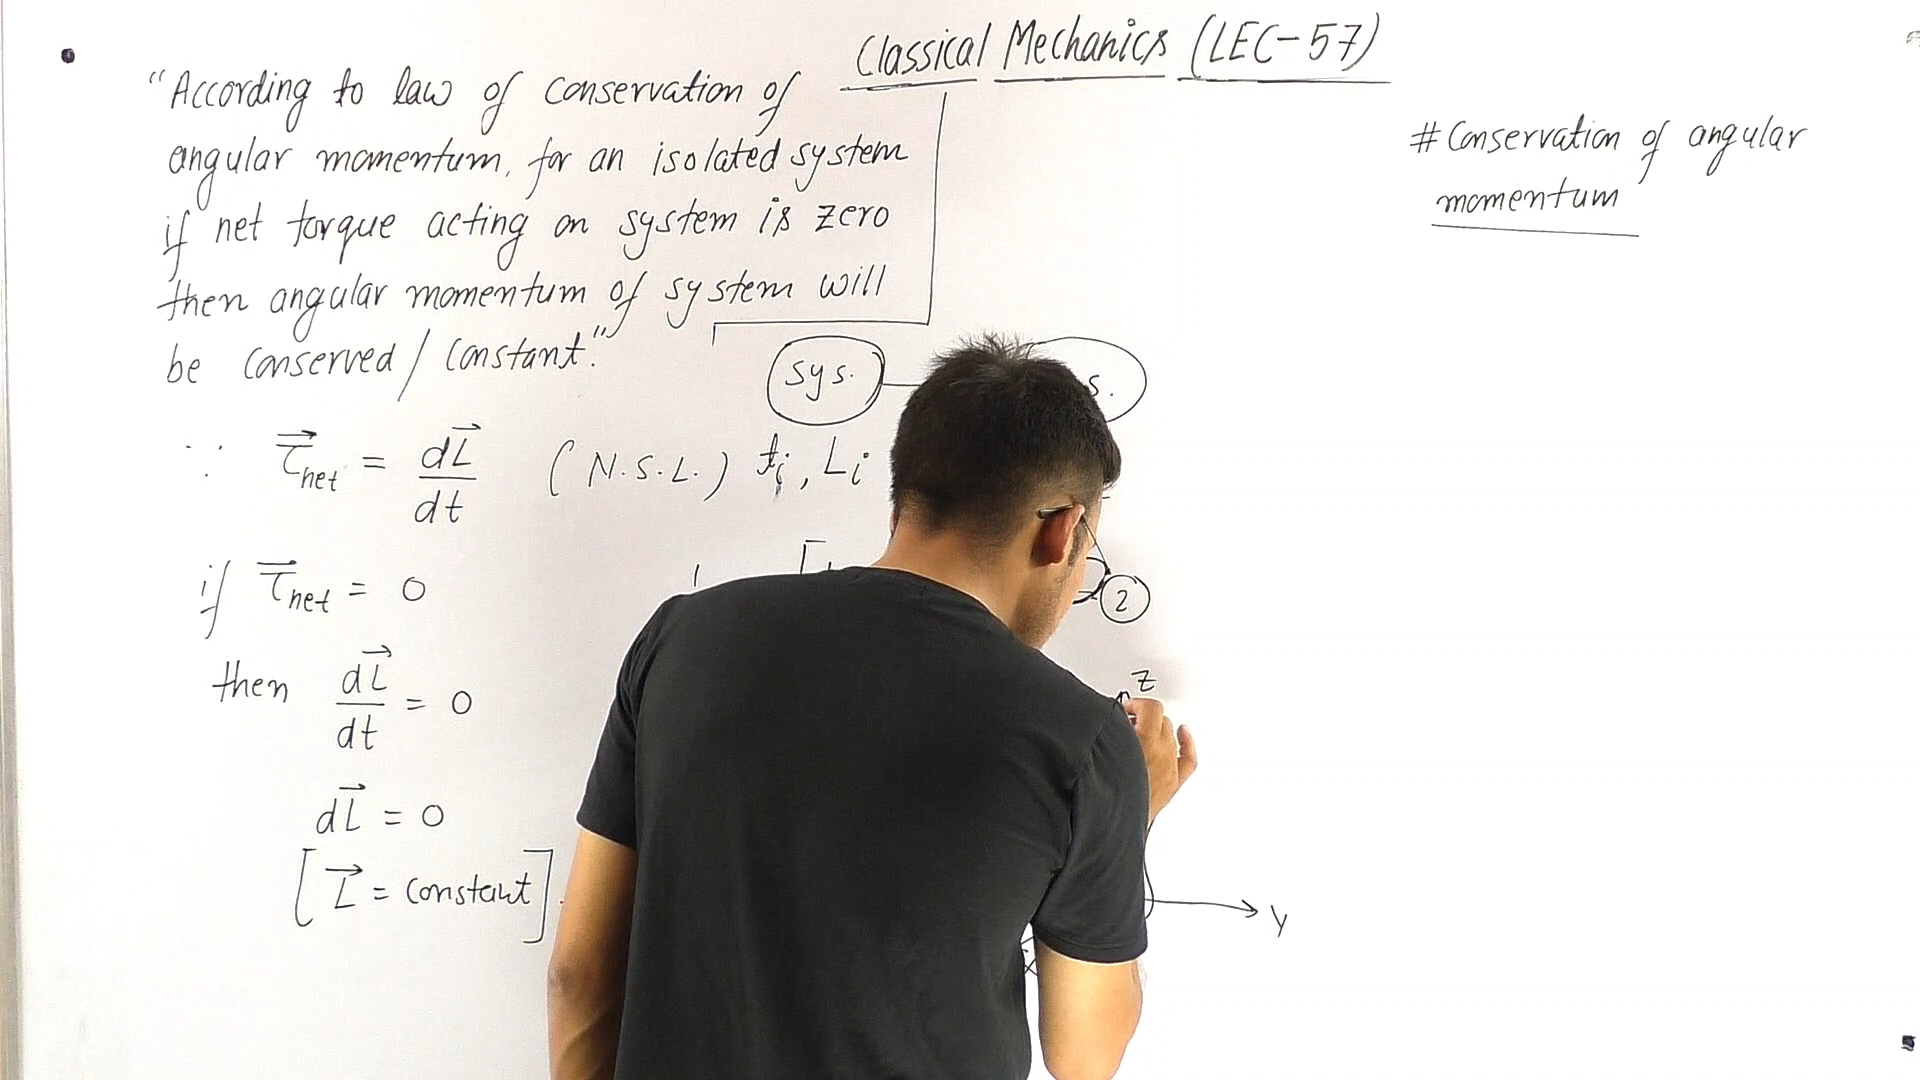 Classical Mechanics (LEC-57)
"According to law of conservation of
angular momentum, for an isolated system
if net torque acting on system is zero
then angular momentum of system will
be conserved/constant."
# Conservation of angular
momentum
sys.
s.
∵ τ⃗net = dL⃗/dt (N.S.L.) ti, Li
if τ⃗net = 0
2
then dL⃗/dt = 0
z
dL⃗ = 0
[L⃗ = constant].
y